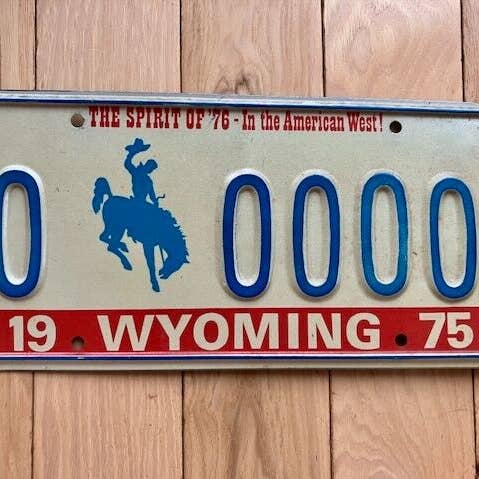 THE SPIRIT OF '76 - In the American West!
0 0000
19 WYOMING 75